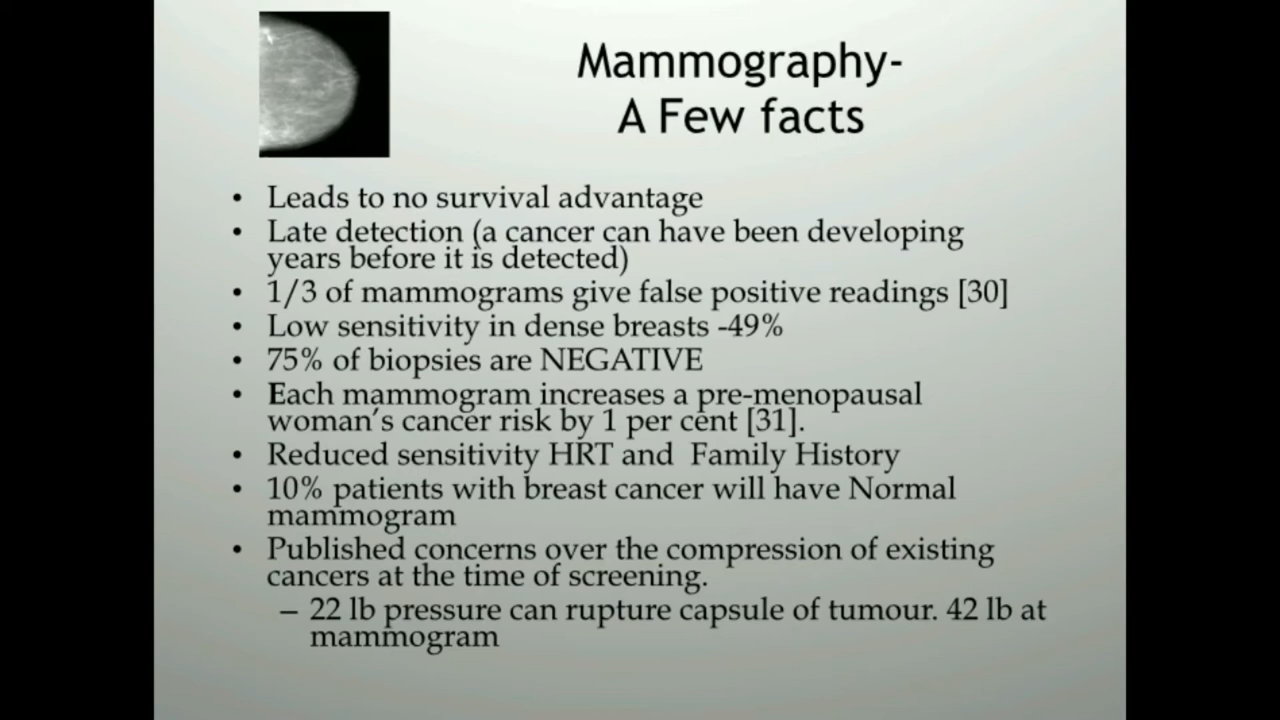 Mammography-
A Few facts
• Leads to no survival advantage
• Late detection (a cancer can have been developing
years before it is detected)
• 1/3 of mammograms give false positive readings [30]
• Low sensitivity in dense breasts -49%
• 75% of biopsies are NEGATIVE
• Each mammogram increases a pre-menopausal
woman's cancer risk by 1 per cent [31].
• Reduced sensitivity HRT and Family History
• 10% patients with breast cancer will have Normal
mammogram
• Published concerns over the compression of existing
cancers at the time of screening.
– 22 lb pressure can rupture capsule of tumour. 42 lb at
mammogram